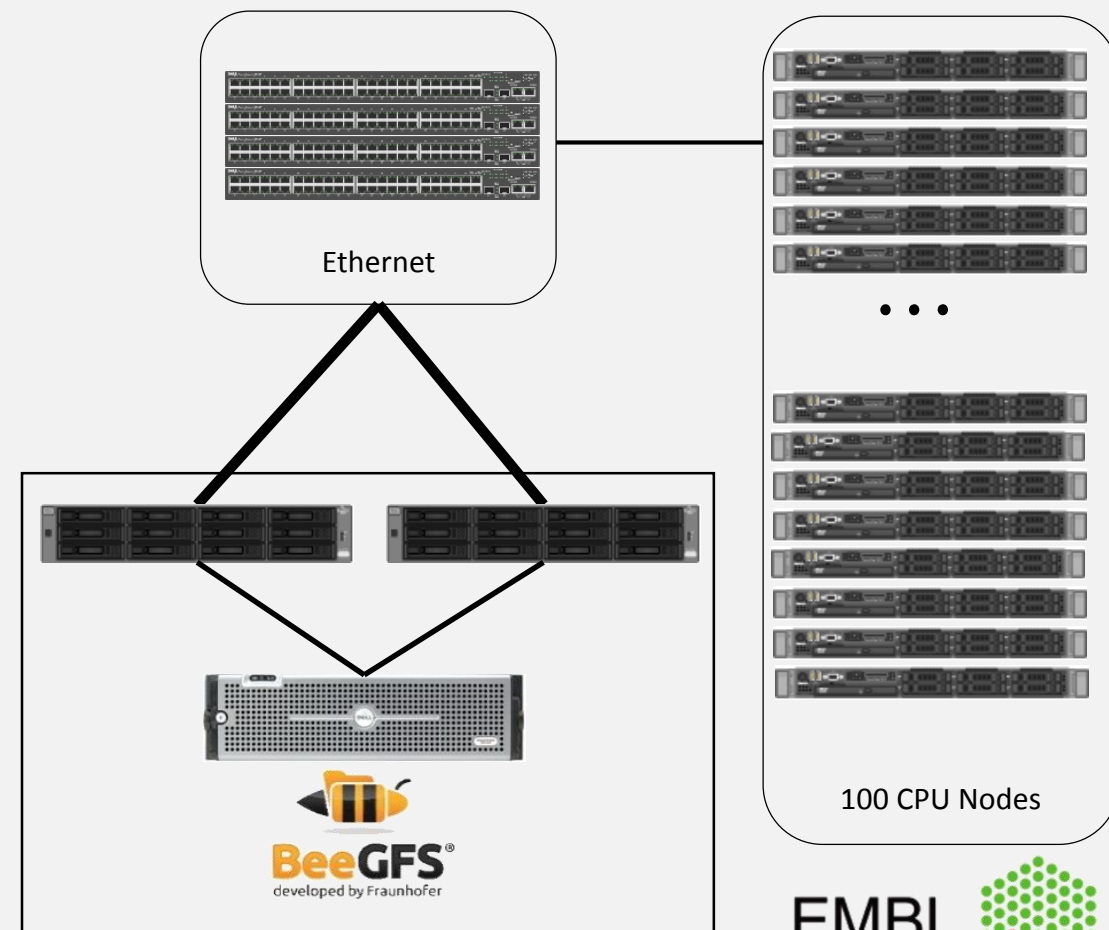 Ethernet
• • •
100 CPU Nodes
BeeGFS®
developed by Fraunhofer
EMBL